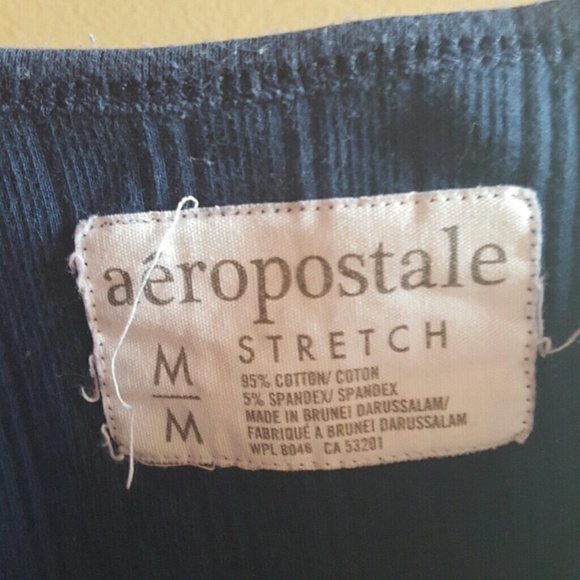 aéropostale
STRETCH
M
M
95% COTTON/ COTON
5% SPANDEX/ SPANDEX
MADE IN BRUNEI DARUSSALAM/
FABRIQUÉ A BRUNEI DARUSSALAM
WPL 8046 CA 53201